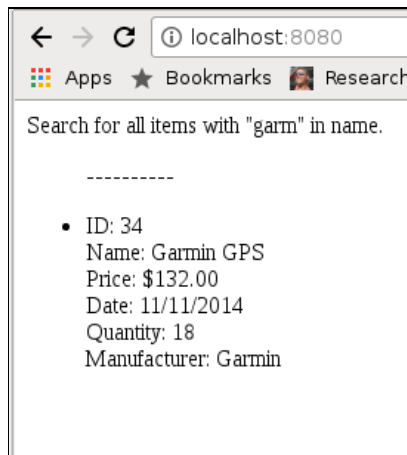 localhost:8080
Apps Bookmarks Research
Search for all items with "garm" in name.
----------
• ID: 34
Name: Garmin GPS
Price: $132.00
Date: 11/11/2014
Quantity: 18
Manufacturer: Garmin